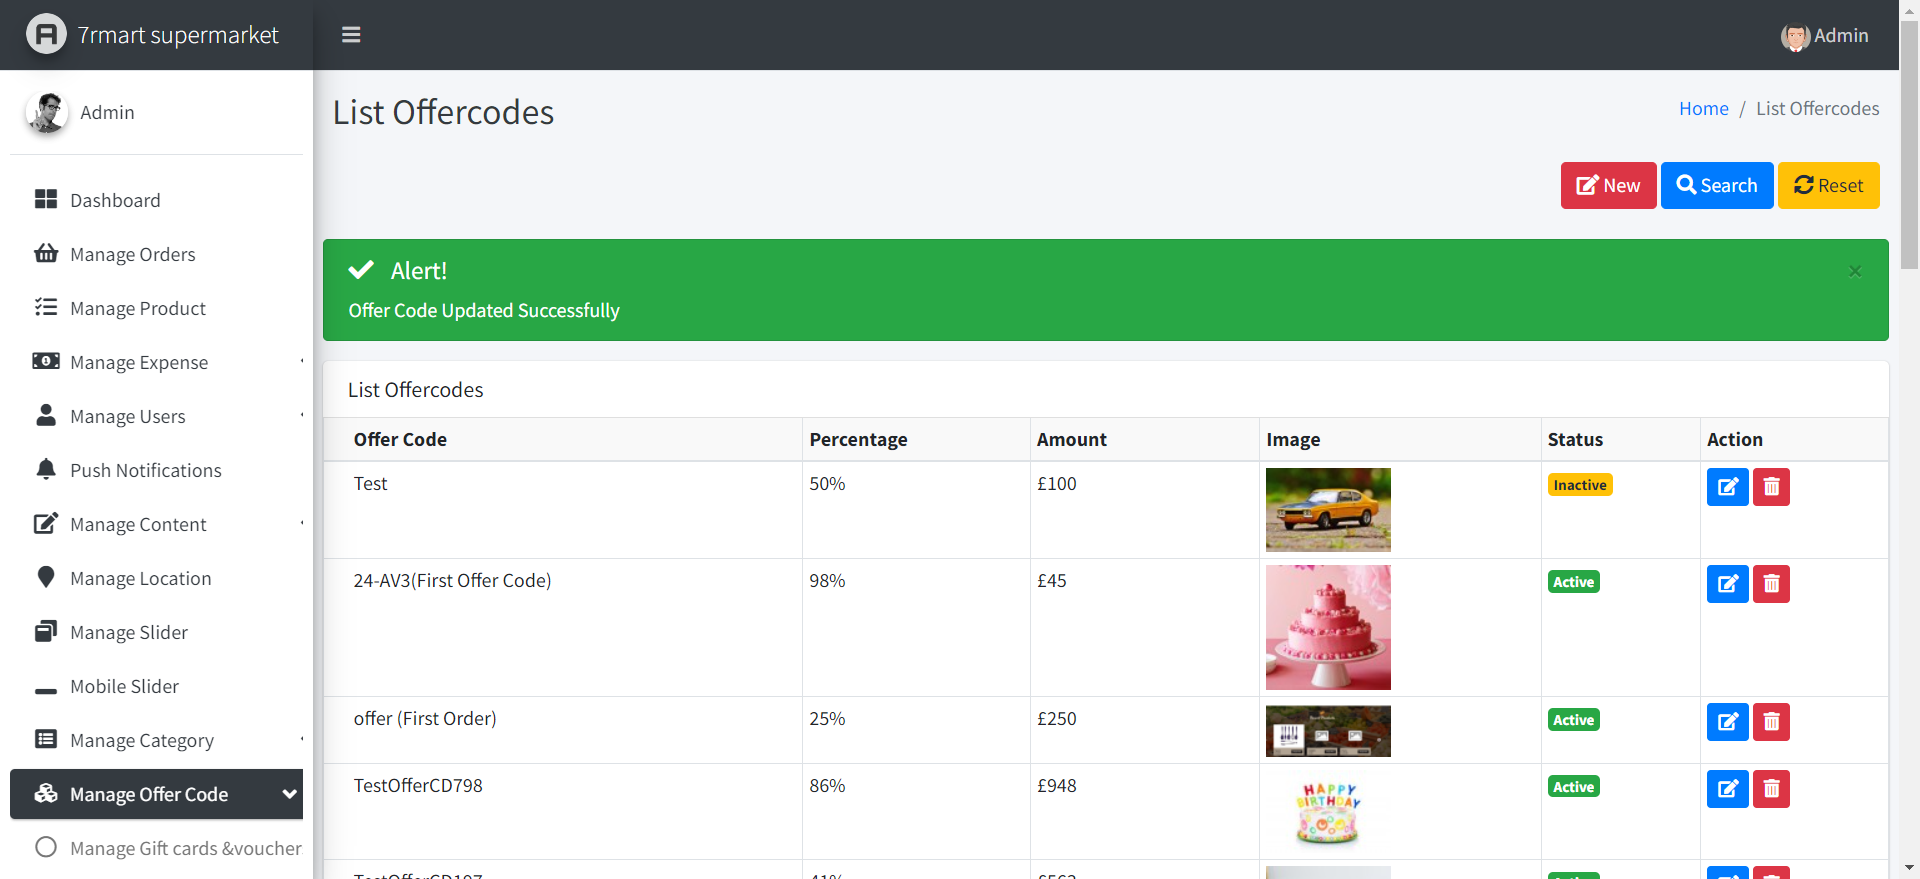 7rmart supermarket
Admin
Admin
Dashboard
Manage Orders
Manage Product
Manage Expense
Manage Users
Push Notifications
Manage Content
Manage Location
Manage Slider
Mobile Slider
Manage Category
Manage Offer Code
Manage Gift cards &voucher
List Offercodes
Home / List Offercodes
New
Search
Reset
Alert!
×
Offer Code Updated Successfully
List Offercodes
Offer Code Percentage Amount Image Status Action
Test 50% £100 Inactive
24-AV3(First Offer Code) 98% £45 Active
offer (First Order) 25% £250 Active
TestOfferCD798 86% £948 Active
HAPPY
BIRTHDAY